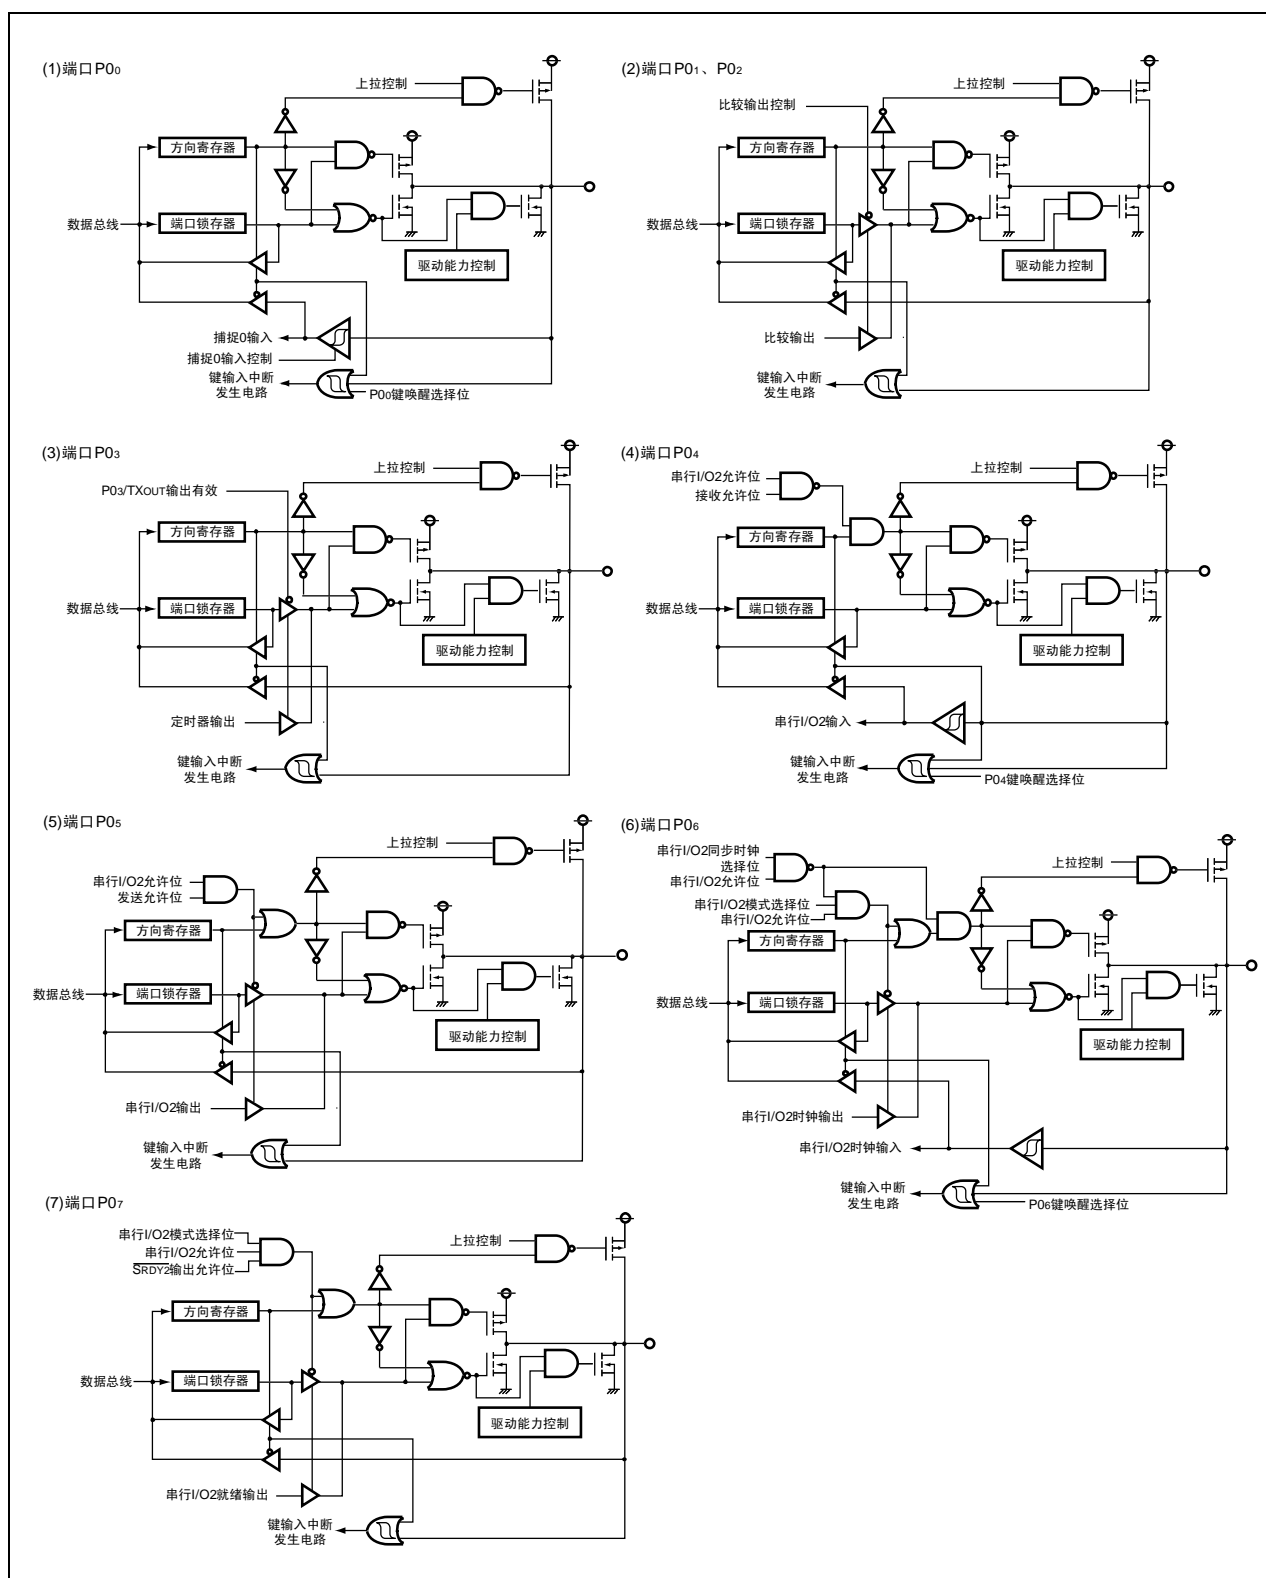 (1)端口P00
上拉控制
方向寄存器
数据总线
端口锁存器
驱动能力控制
捕捉0输入
捕捉0输入控制
键输入中断
发生电路
P00键唤醒选择位
(2)端口P01、P02
上拉控制
比较输出控制
方向寄存器
数据总线
端口锁存器
驱动能力控制
比较输出
键输入中断
发生电路
(3)端口P03
上拉控制
P03/TXOUT输出有效
方向寄存器
数据总线
端口锁存器
驱动能力控制
定时器输出
键输入中断
发生电路
(4)端口P04
上拉控制
串行I/O2允许位
接收允许位
方向寄存器
数据总线
端口锁存器
驱动能力控制
串行I/O2输入
键输入中断
发生电路
P04键唤醒选择位
(5)端口P05
上拉控制
串行I/O2允许位
发送允许位
方向寄存器
数据总线
端口锁存器
驱动能力控制
串行I/O2输出
键输入中断
发生电路
(6)端口P06
串行I/O2同步时钟
选择位
串行I/O2允许位
上拉控制
串行I/O2模式选择位
串行I/O2允许位
方向寄存器
数据总线
端口锁存器
驱动能力控制
串行I/O2时钟输出
串行I/O2时钟输入
键输入中断
发生电路
P06键唤醒选择位
(7)端口P07
串行I/O2模式选择位
串行I/O2允许位
SRDY2输出允许位
上拉控制
方向寄存器
数据总线
端口锁存器
驱动能力控制
串行I/O2就绪输出
键输入中断
发生电路